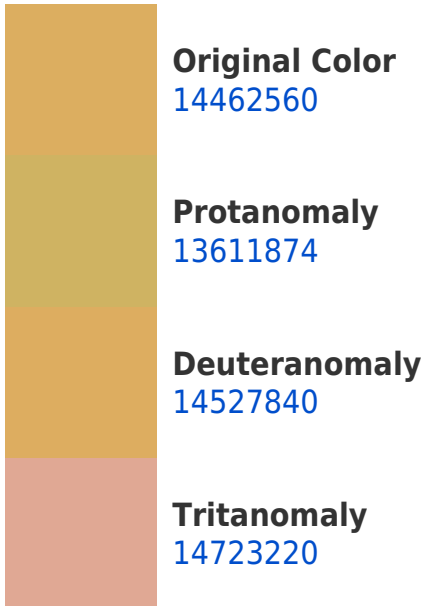 Original Color
14462560
Protanomaly
13611874
Deuteranomaly
14527840
Tritanomaly
14723220